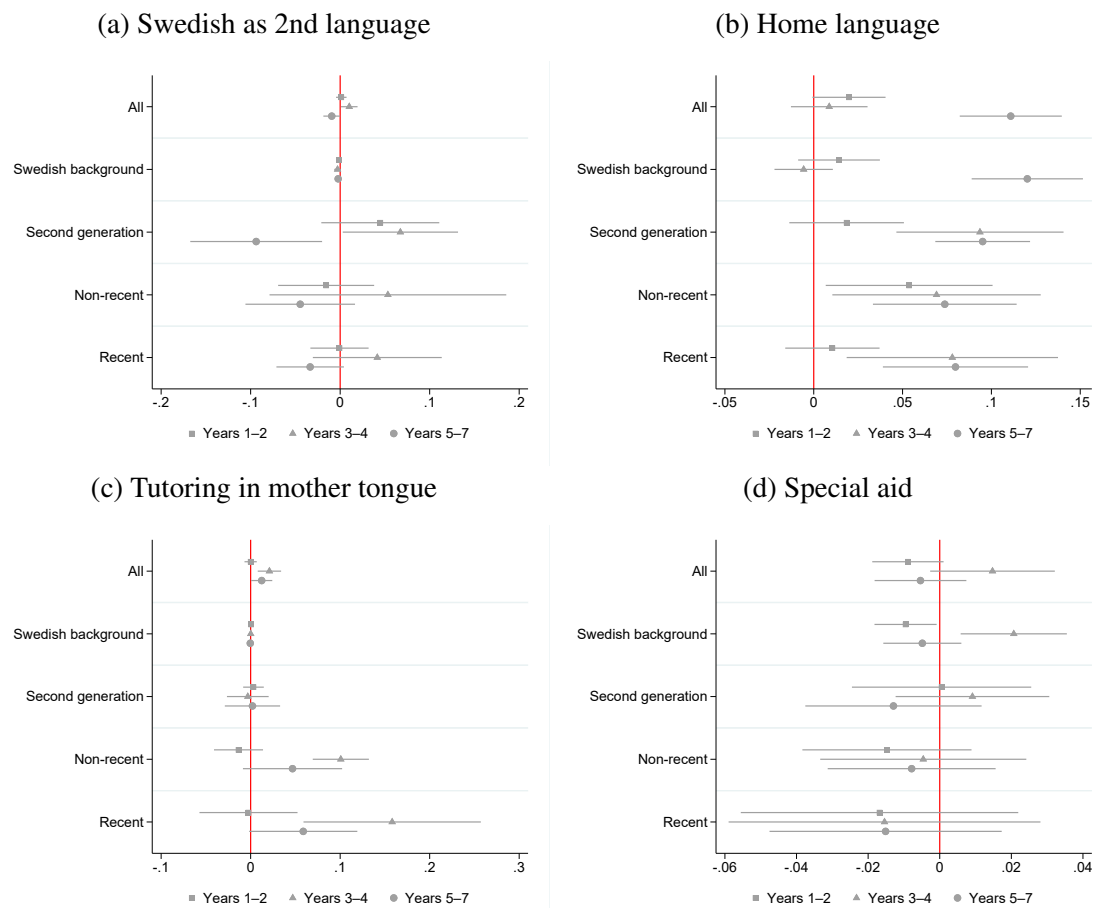 (a) Swedish as 2nd language
All
Swedish background
Second generation
Non-recent
Recent
-.2 -.1 0 .1 .2
Years 1–2 Years 3–4 Years 5–7
(b) Home language
All
Swedish background
Second generation
Non-recent
Recent
-.05 0 .05 .1 .15
Years 1–2 Years 3–4 Years 5–7
(c) Tutoring in mother tongue
All
Swedish background
Second generation
Non-recent
Recent
-.1 0 .1 .2 .3
Years 1–2 Years 3–4 Years 5–7
(d) Special aid
All
Swedish background
Second generation
Non-recent
Recent
-.06 -.04 -.02 0 .02 .04
Years 1–2 Years 3–4 Years 5–7